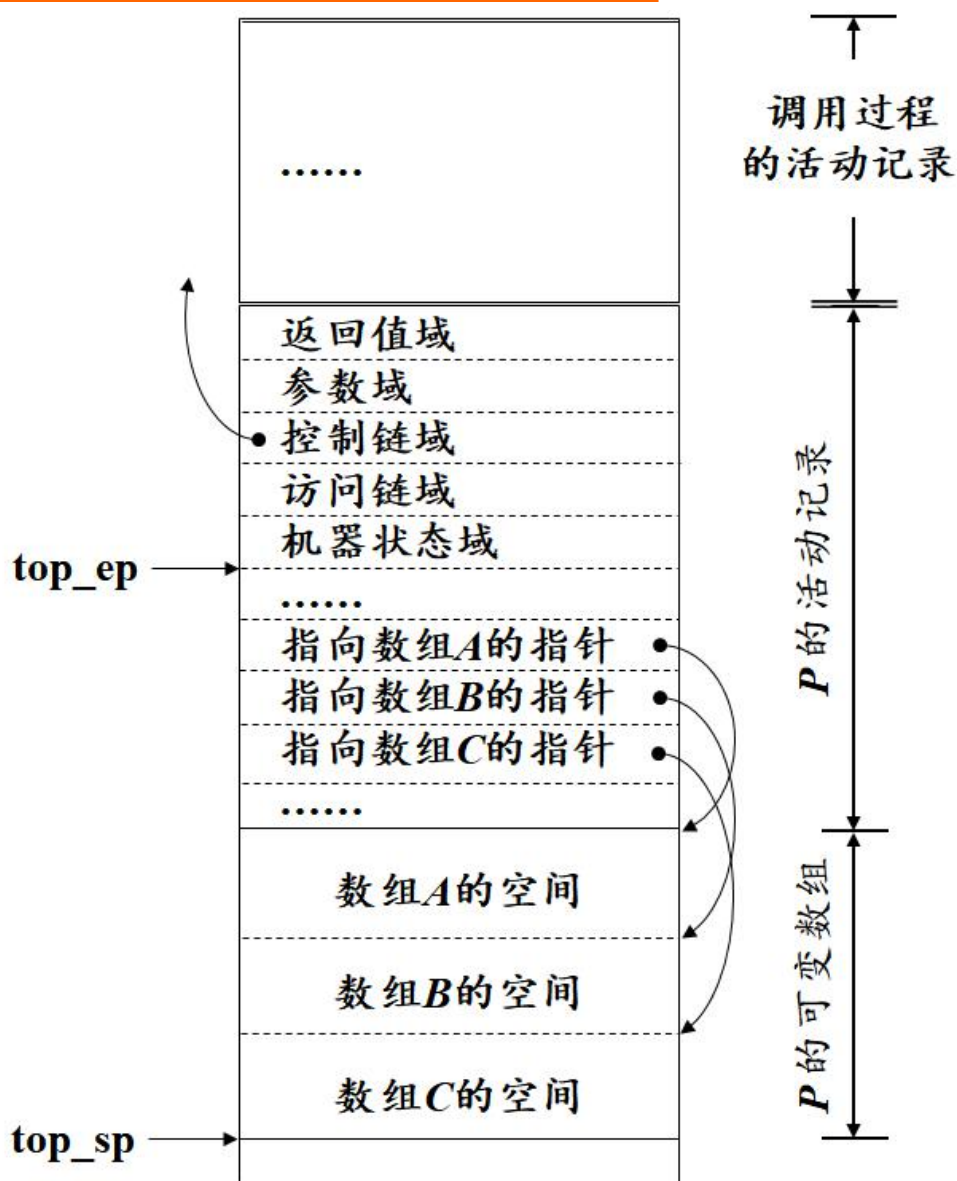 ……
调用过程
的活动记录
返回值域
参数域
控制链域
访问链域
机器状态域
top_ep
……
指向数组A的指针
指向数组B的指针
指向数组C的指针
……
P的活动记录
数组A的空间
数组B的空间
数组C的空间
P的可变数组
top_sp